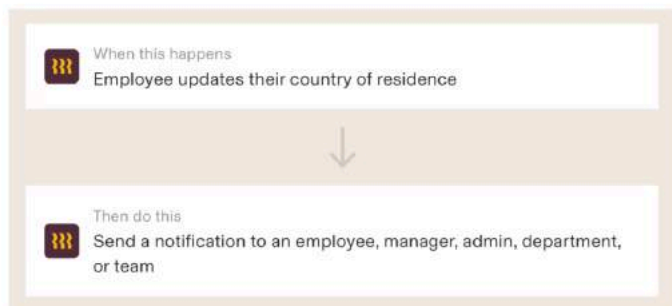 When this happens
Employee updates their country of residence
Then do this
Send a notification to an employee, manager, admin, department,
or team